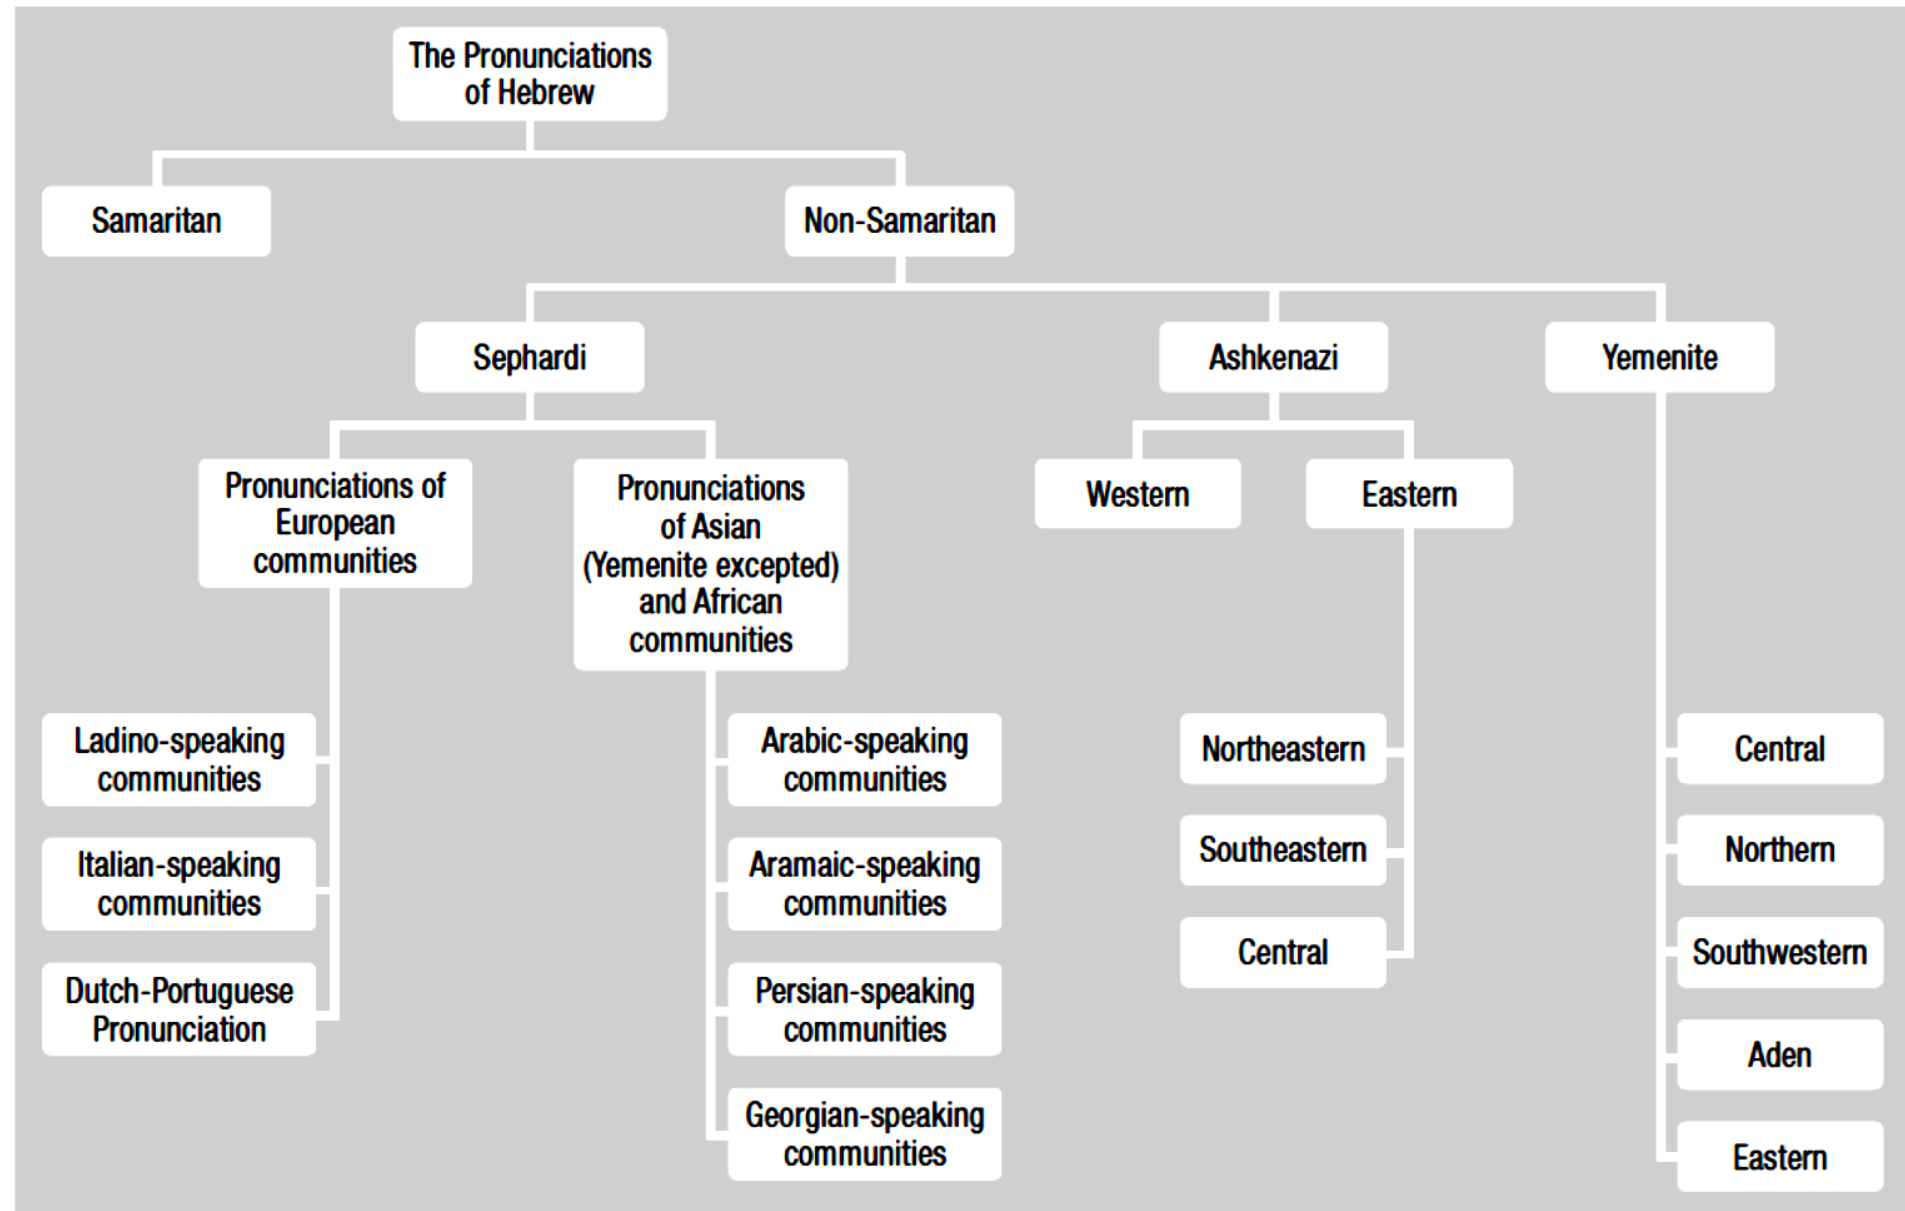 The Pronunciations
of Hebrew
Samaritan
Non-Samaritan
Sephardi
Ashkenazi
Yemenite
Pronunciations of
European
communities
Pronunciations
of Asian
(Yemenite excepted)
and African
communities
Western
Eastern
Ladino-speaking
communities
Italian-speaking
communities
Dutch-Portuguese
Pronunciation
Arabic-speaking
communities
Aramaic-speaking
communities
Persian-speaking
communities
Georgian-speaking
communities
Northeastern
Southeastern
Central
Central
Northern
Southwestern
Aden
Eastern